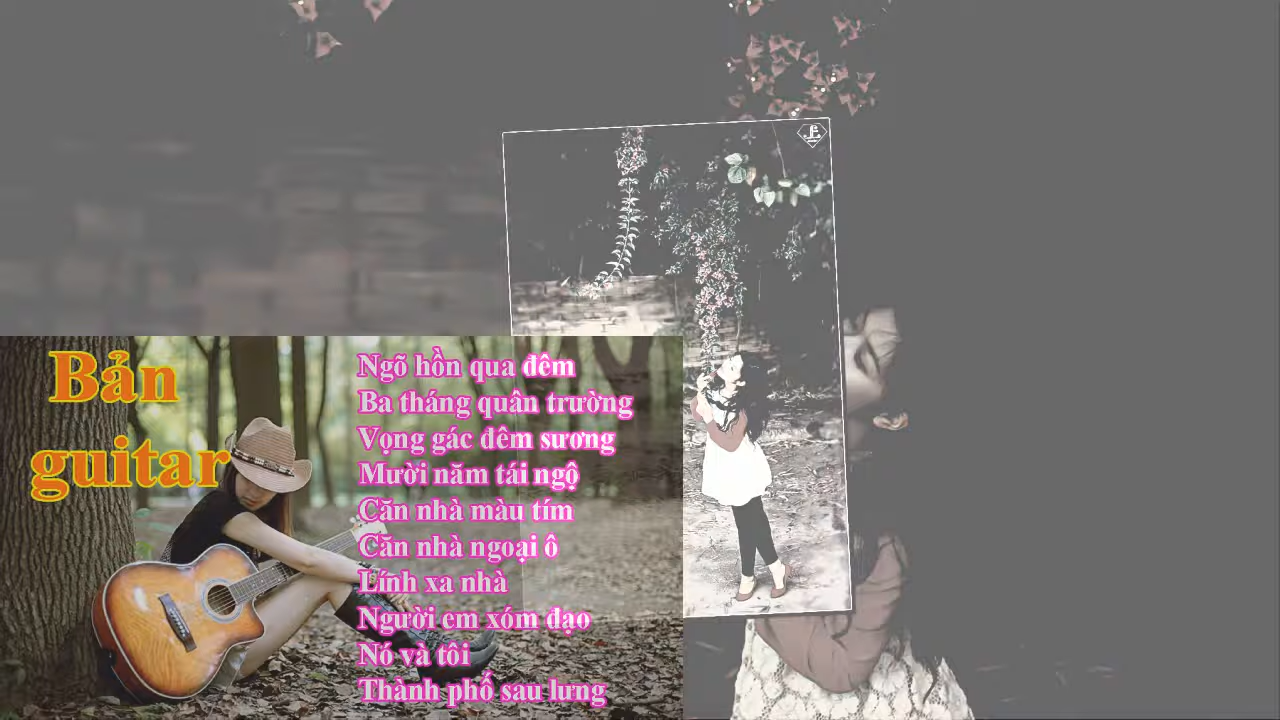 Bản
guitar
Ngõ hồn qua đêm
Ba tháng quân trường
Vọng gác đêm sương
Mười năm tái ngộ
Căn nhà màu tím
Căn nhà ngoại ô
Lính xa nhà
Người em xóm đạo
Nó và tôi
Thành phố sau lưng